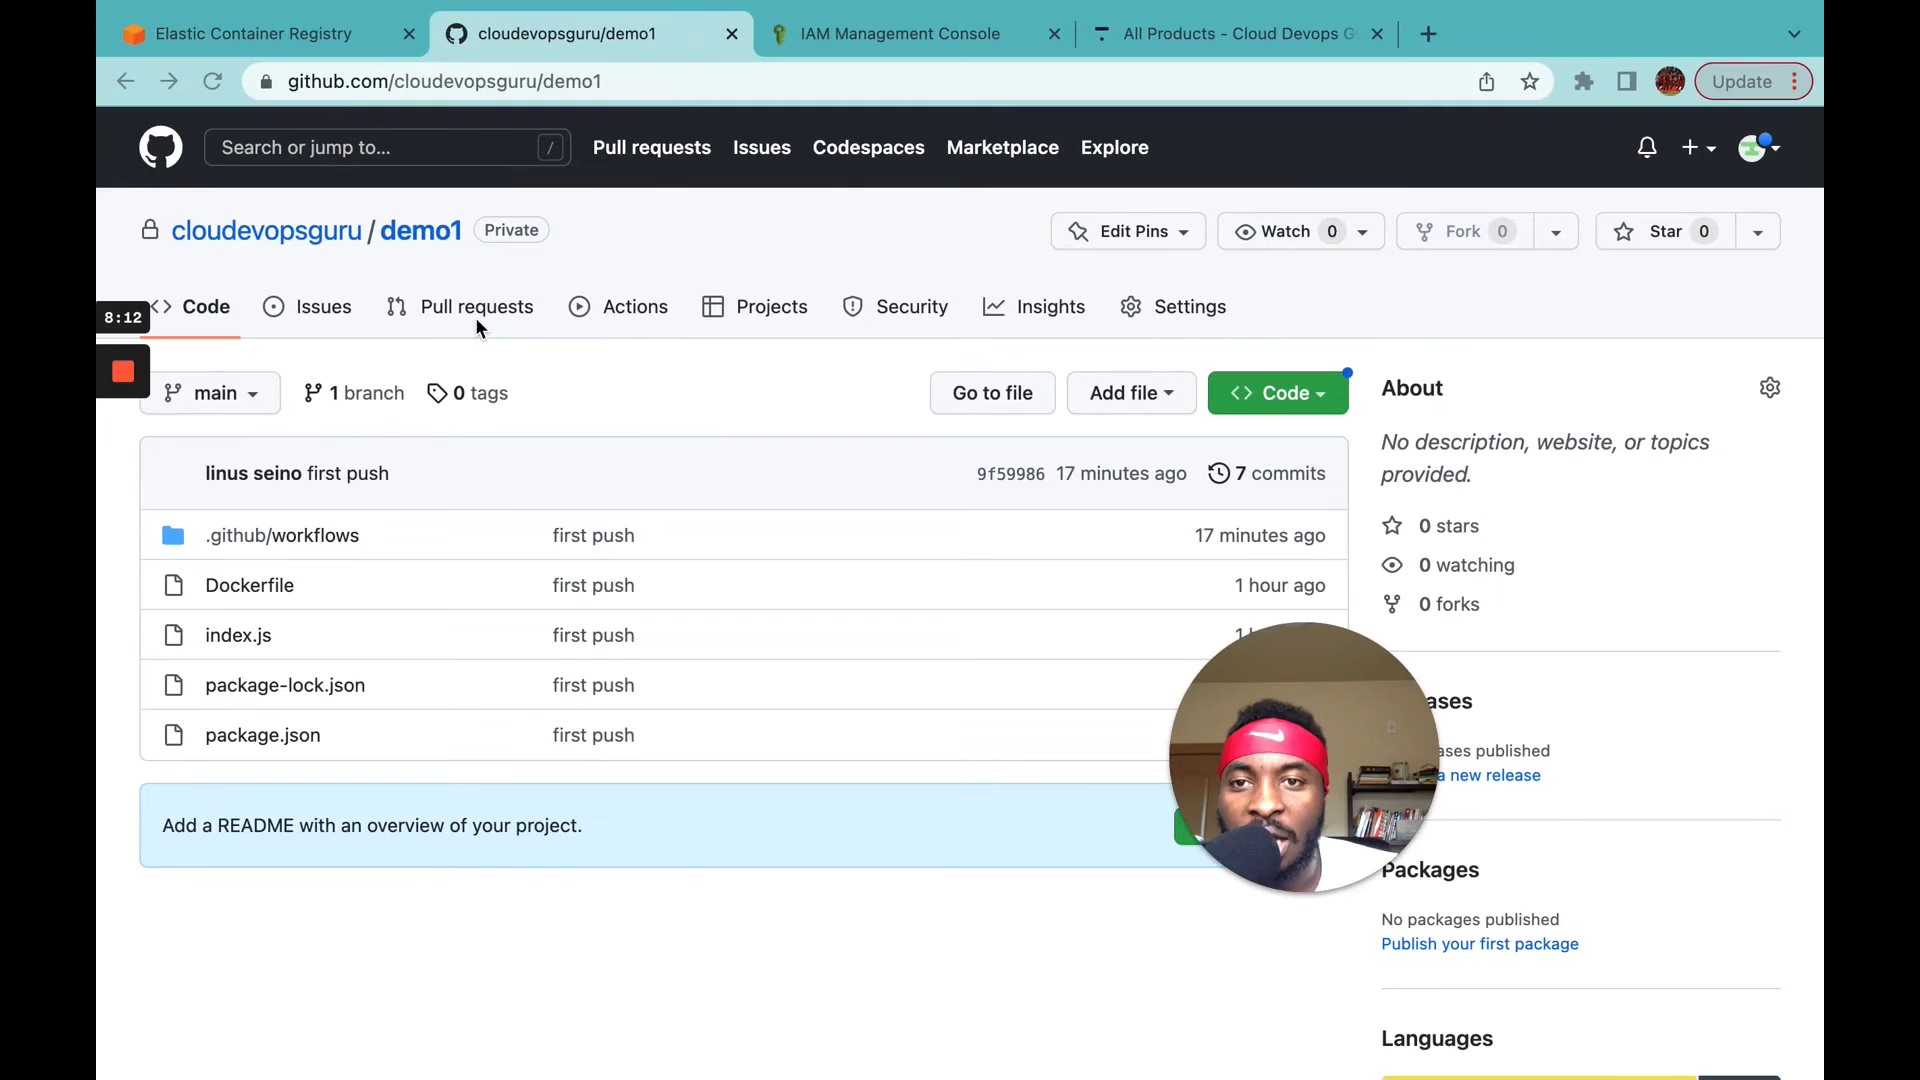 Elastic Container Registry
cloudevopsguru/demo1
IAM Management Console
All Products - Cloud Devops G
github.com/cloudevopsguru/demo1
Update
Search or jump to...
/
Pull requests
Issues
Codespaces
Marketplace
Explore
cloudevopsguru / demo1
Private
Edit Pins
Watch 0
Fork 0
Star 0
8:12
Code
Issues
Pull requests
Actions
Projects
Security
Insights
Settings
main
1 branch
0 tags
Go to file
Add file
Code
linus seino first push
9f59986 17 minutes ago
7 commits
.github/workflows first push 17 minutes ago
Dockerfile first push 1 hour ago
index.js first push
package-lock.json first push
package.json first push
Add a README with an overview of your project.
About
No description, website, or topics
provided.
0 stars
0 watching
0 forks
ases
ases published
a new release
Packages
No packages published
Publish your first package
Languages